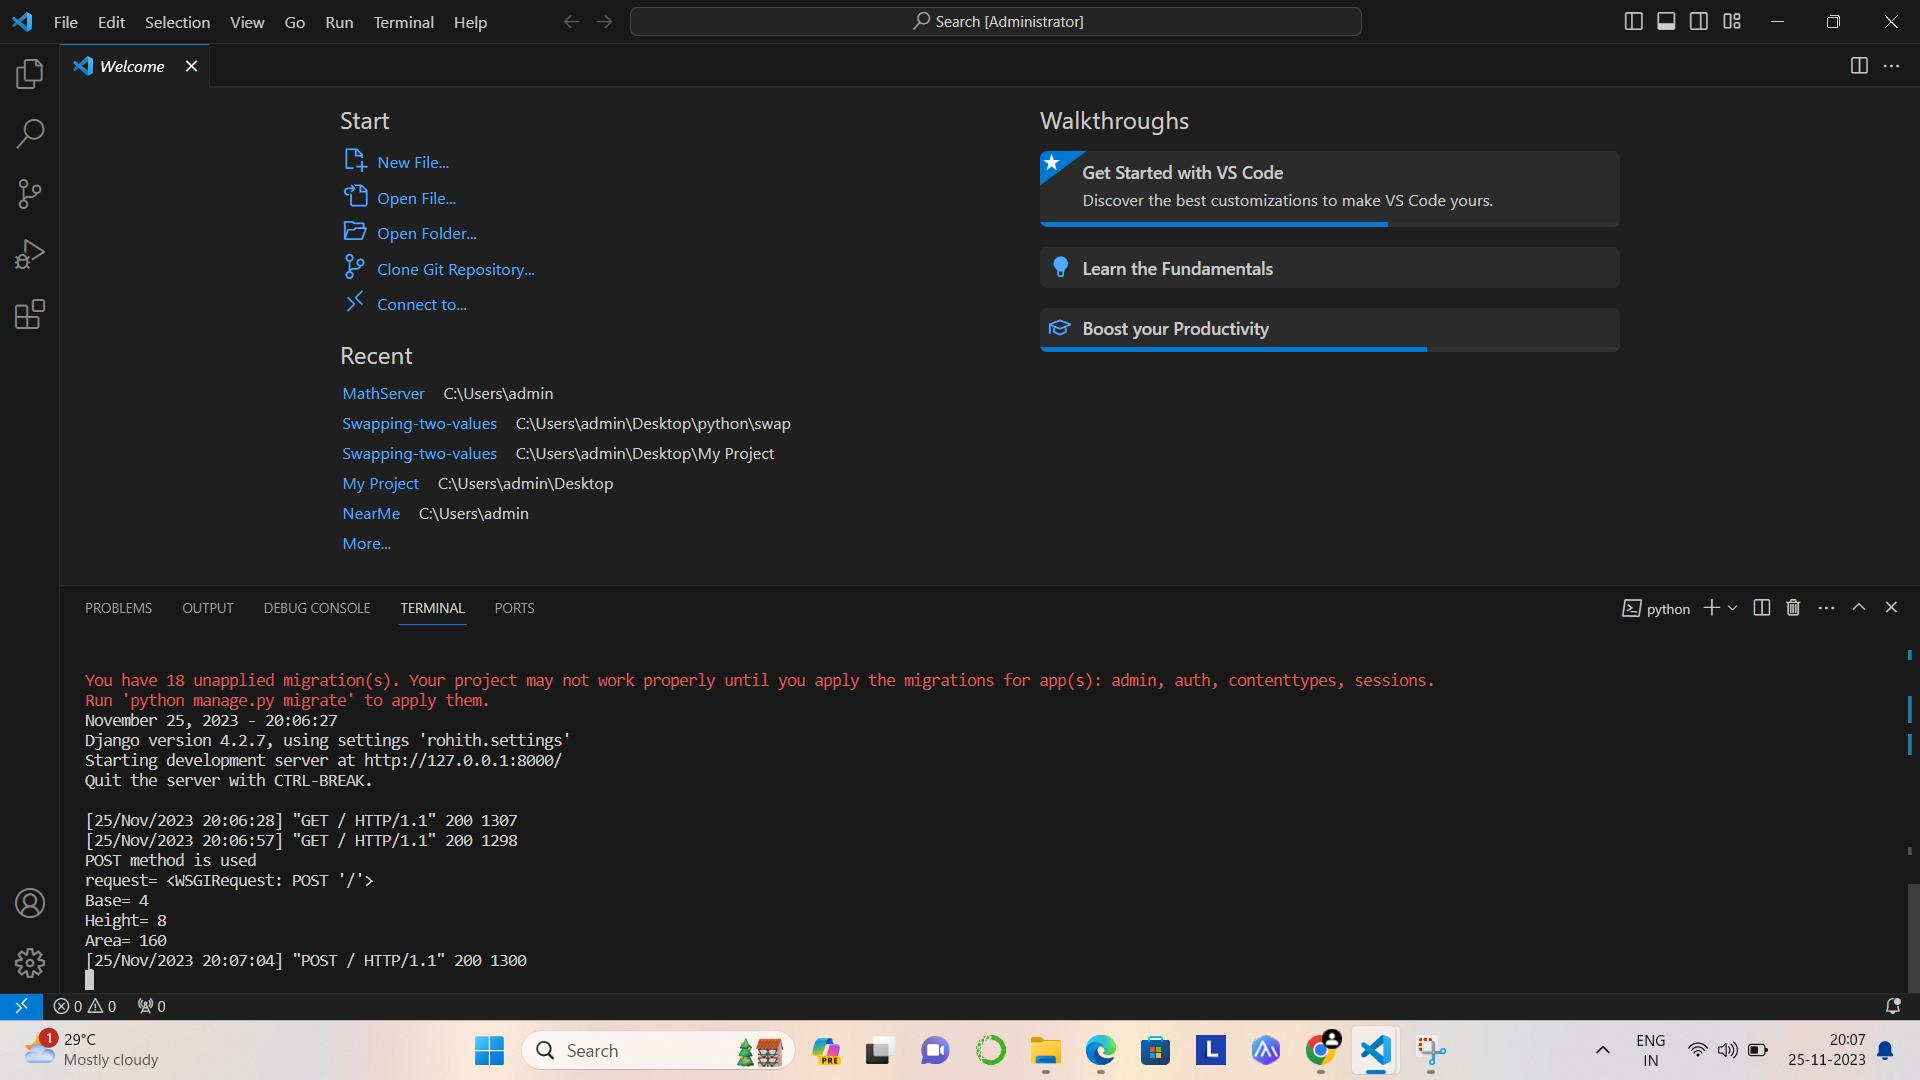 File Edit Selection View Go Run Terminal Help
Search [Administrator]
Welcome
Start
New File...
Open File...
Open Folder...
Clone Git Repository...
Connect to...
Recent
MathServer C:\Users\admin
Swapping-two-values C:\Users\admin\Desktop\python\swap
Swapping-two-values C:\Users\admin\Desktop\My Project
My Project C:\Users\admin\Desktop
NearMe C:\Users\admin
More...
Walkthroughs
Get Started with VS Code
Discover the best customizations to make VS Code yours.
Learn the Fundamentals
Boost your Productivity
PROBLEMS OUTPUT DEBUG CONSOLE TERMINAL PORTS
python
You have 18 unapplied migration(s). Your project may not work properly until you apply the migrations for app(s): admin, auth, contenttypes, sessions.
Run 'python manage.py migrate' to apply them.
November 25, 2023 - 20:06:27
Django version 4.2.7, using settings 'rohith.settings'
Starting development server at http://127.0.0.1:8000/
Quit the server with CTRL-BREAK.
[25/Nov/2023 20:06:28] "GET / HTTP/1.1" 200 1307
[25/Nov/2023 20:06:57] "GET / HTTP/1.1" 200 1298
POST method is used
request= <WSGIRequest: POST '/'>
Base= 4
Height= 8
Area= 160
[25/Nov/2023 20:07:04] "POST / HTTP/1.1" 200 1300
0 0 0
1
29°C
Mostly cloudy
Search
PRE
L
ENG
IN
20:07
25-11-2023